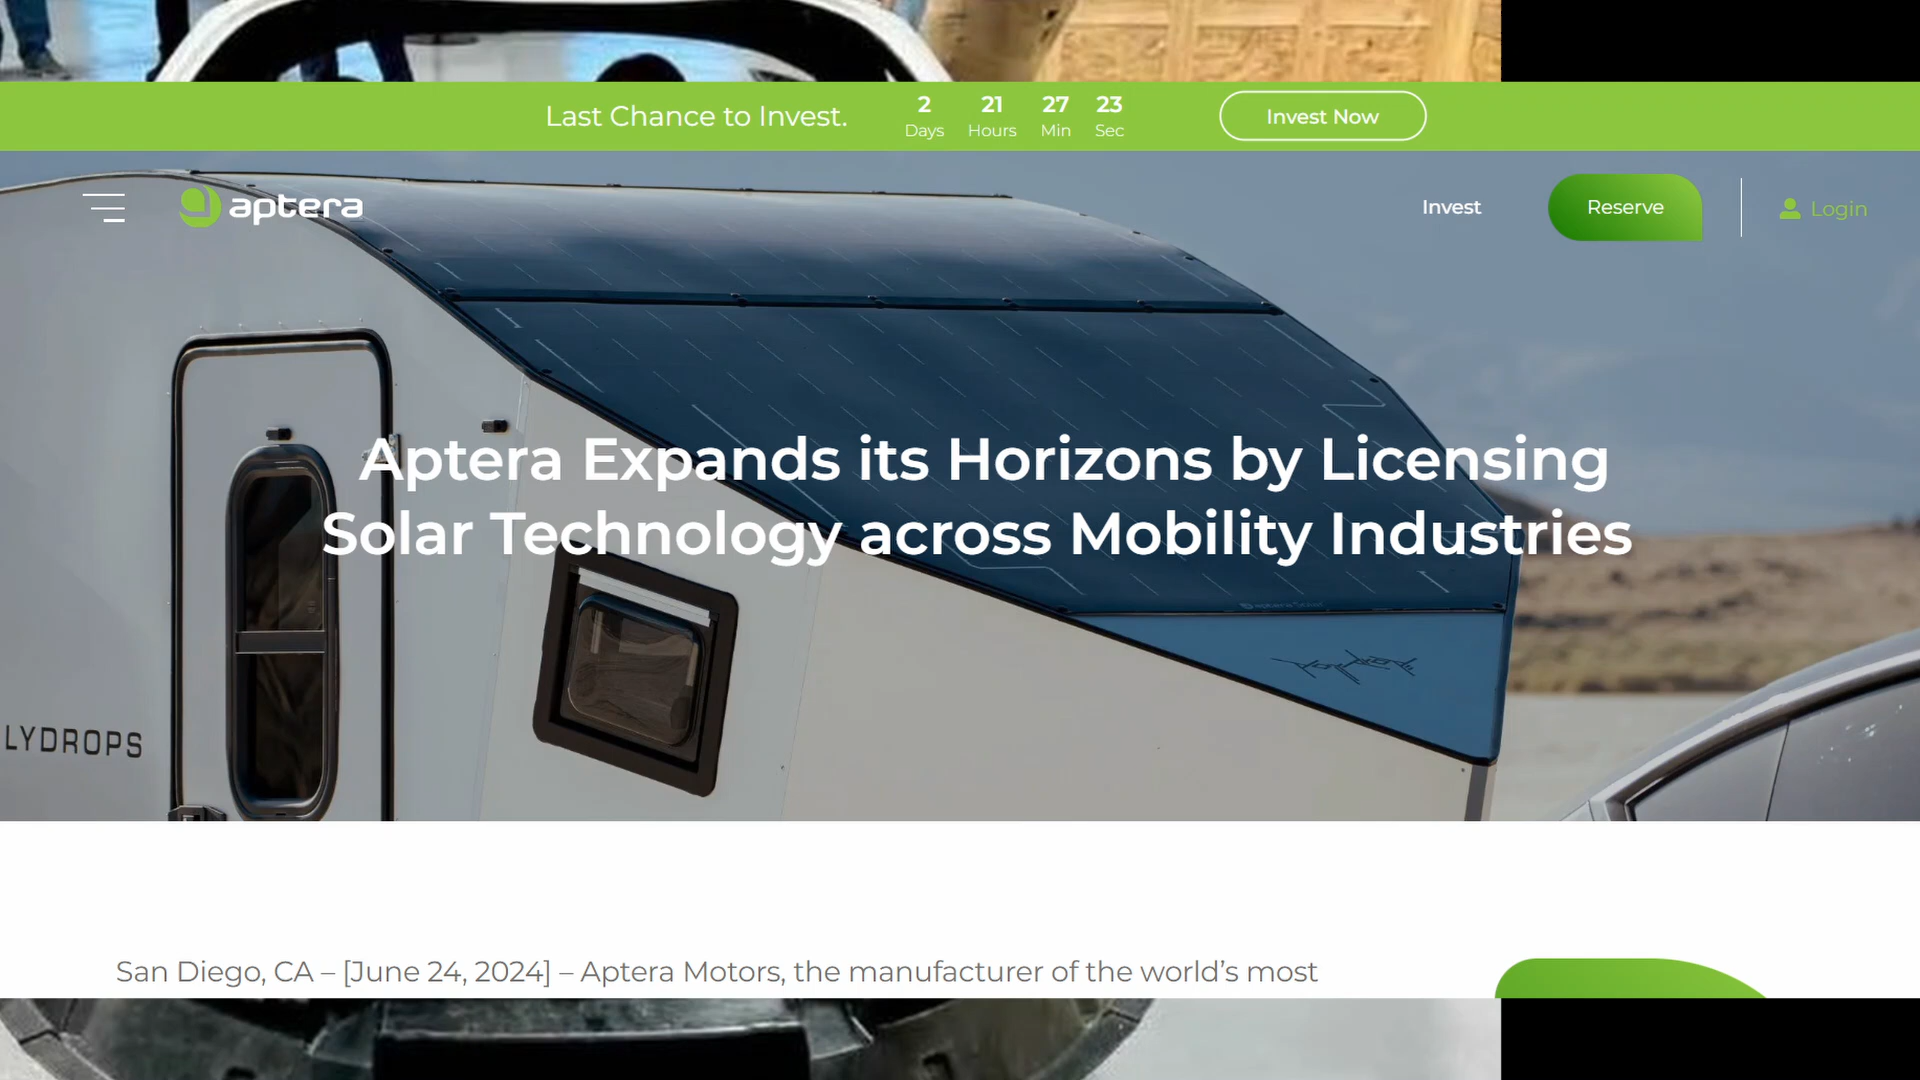 Last Chance to Invest.
2 21 27 23
Days Hours Min Sec
Invest Now
aptera
Invest
Reserve
Login
Aptera Expands its Horizons by Licensing
Solar Technology across Mobility Industries
LYDROPS
San Diego, CA – [June 24, 2024] – Aptera Motors, the manufacturer of the world’s most